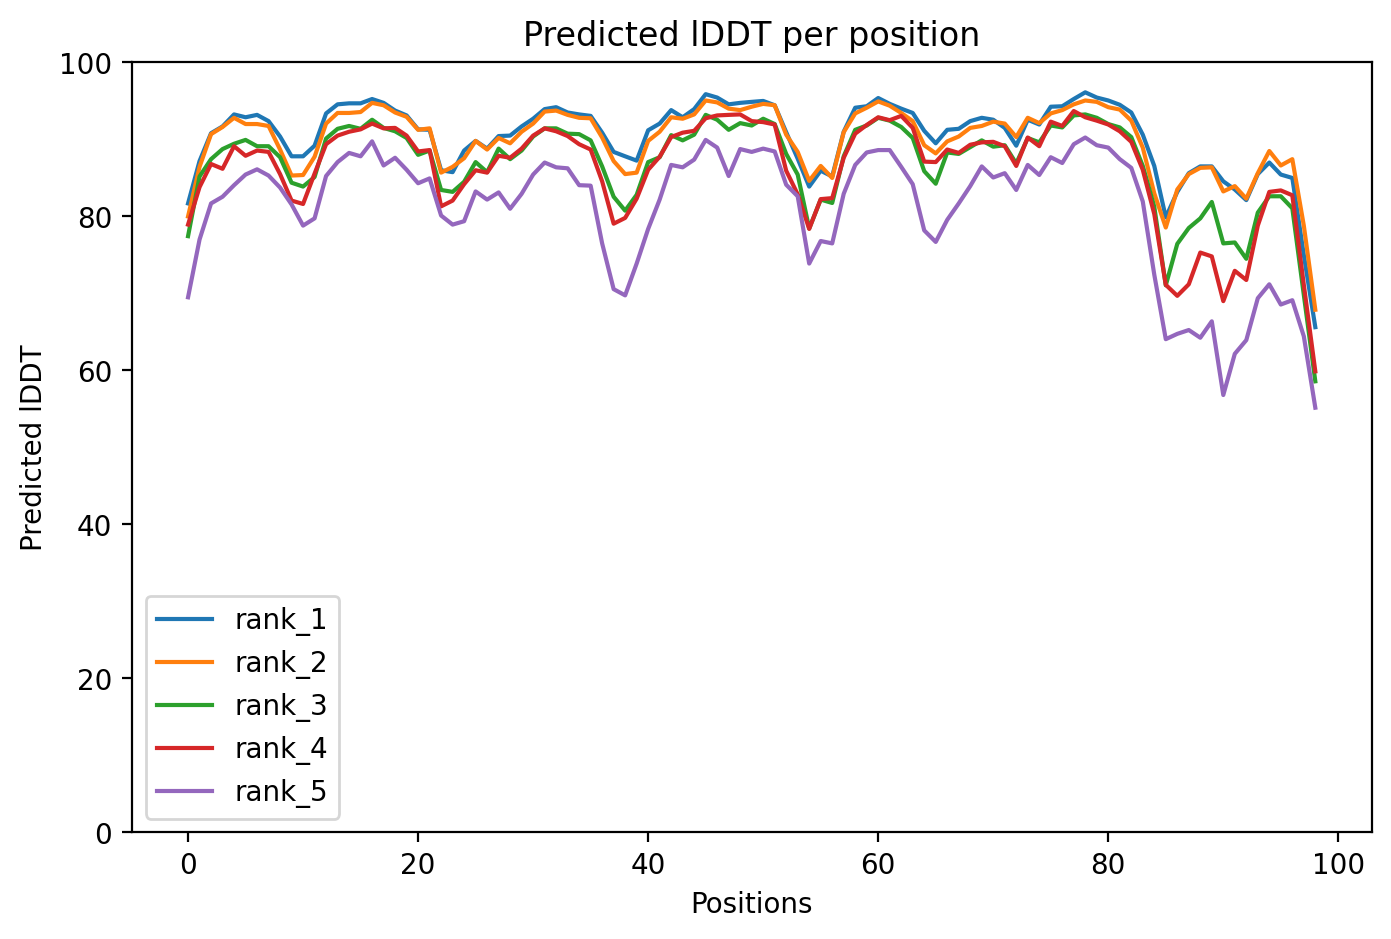 Predicted lDDT per position
100
80
60
40
20
0
Predicted lDDT
rank_1
rank_2
rank_3
rank_4
rank_5
0 20 40 60 80 100
Positions